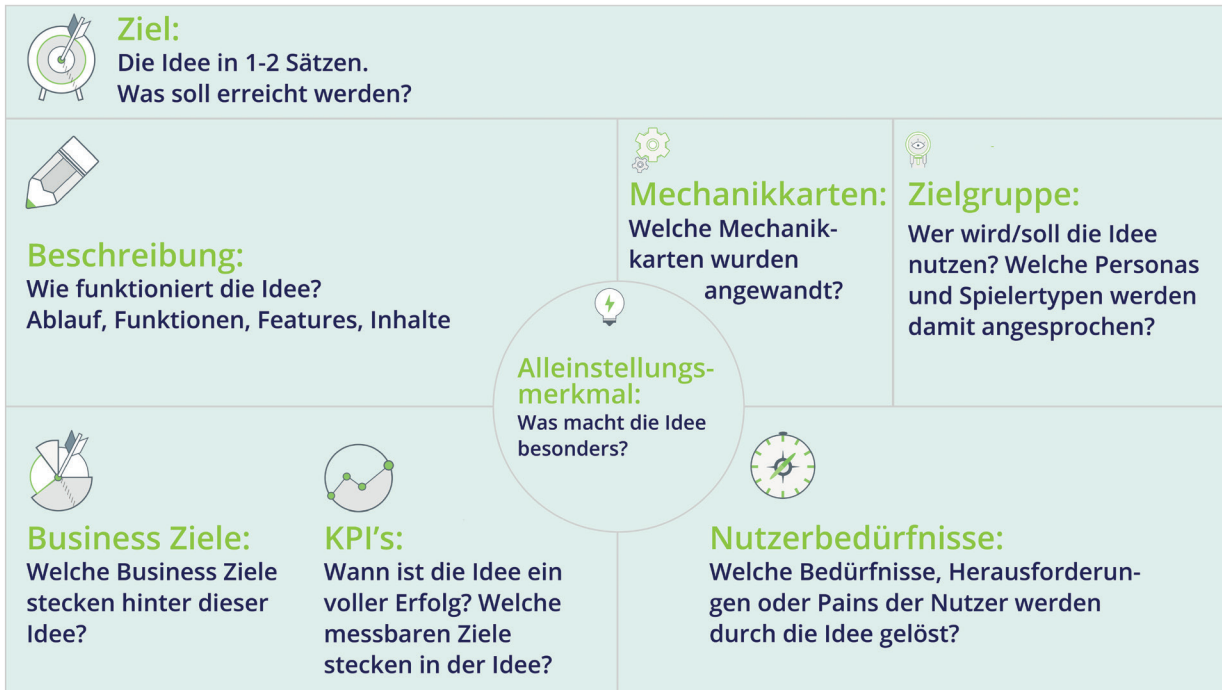 Ziel:
Die Idee in 1-2 Sätzen.
Was soll erreicht werden?
Beschreibung:
Wie funktioniert die Idee?
Ablauf, Funktionen, Features, Inhalte
Mechanikkarten:
Welche Mechanik-
karten wurden
angewandt?
Zielgruppe:
Wer wird/soll die Idee
nutzen? Welche Personas
und Spielertypen werden
damit angesprochen?
Alleinstellungs-
merkmal:
Was macht die Idee
besonders?
Business Ziele:
Welche Business Ziele
stecken hinter dieser
Idee?
KPI's:
Wann ist die Idee ein
voller Erfolg? Welche
messbaren Ziele
stecken in der Idee?
Nutzerbedürfnisse:
Welche Bedürfnisse, Herausforderun-
gen oder Pains der Nutzer werden
durch die Idee gelöst?